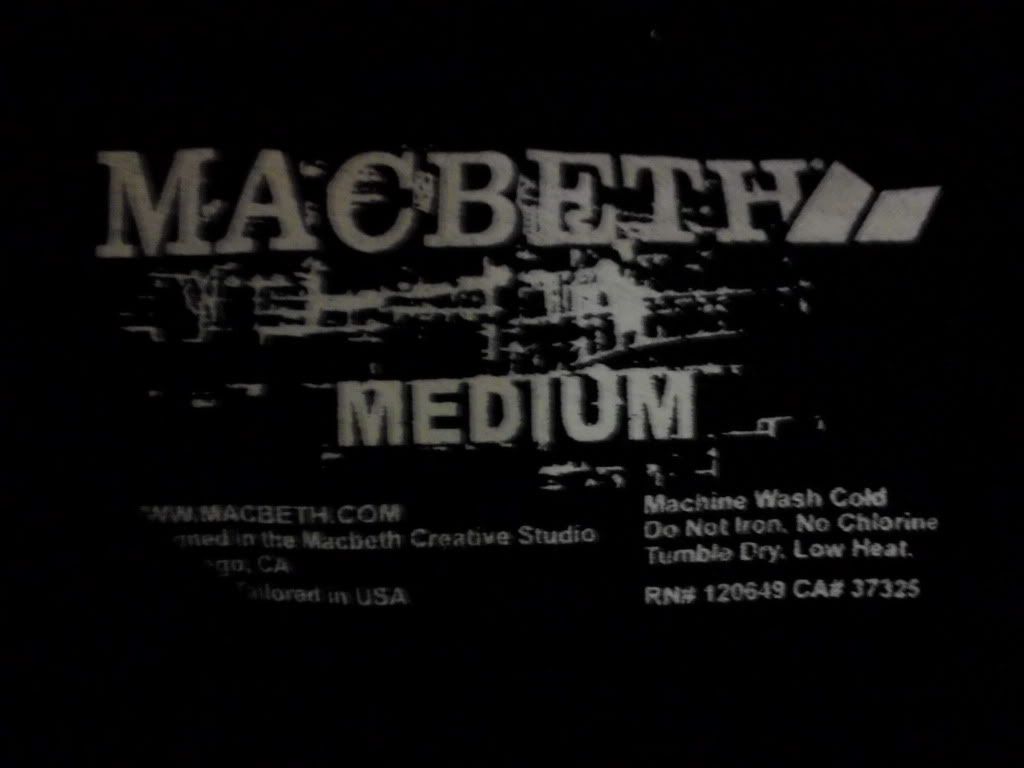 MACBETH
MEDIUM
WWW.MACBETH.COM
in the Macbeth Creative Studio
CA
Tailored in USA
Machine Wash Cold
Do Not Iron. No Chlorine
Tumble Dry. Low Heat.
RN# 120649 CA# 37325